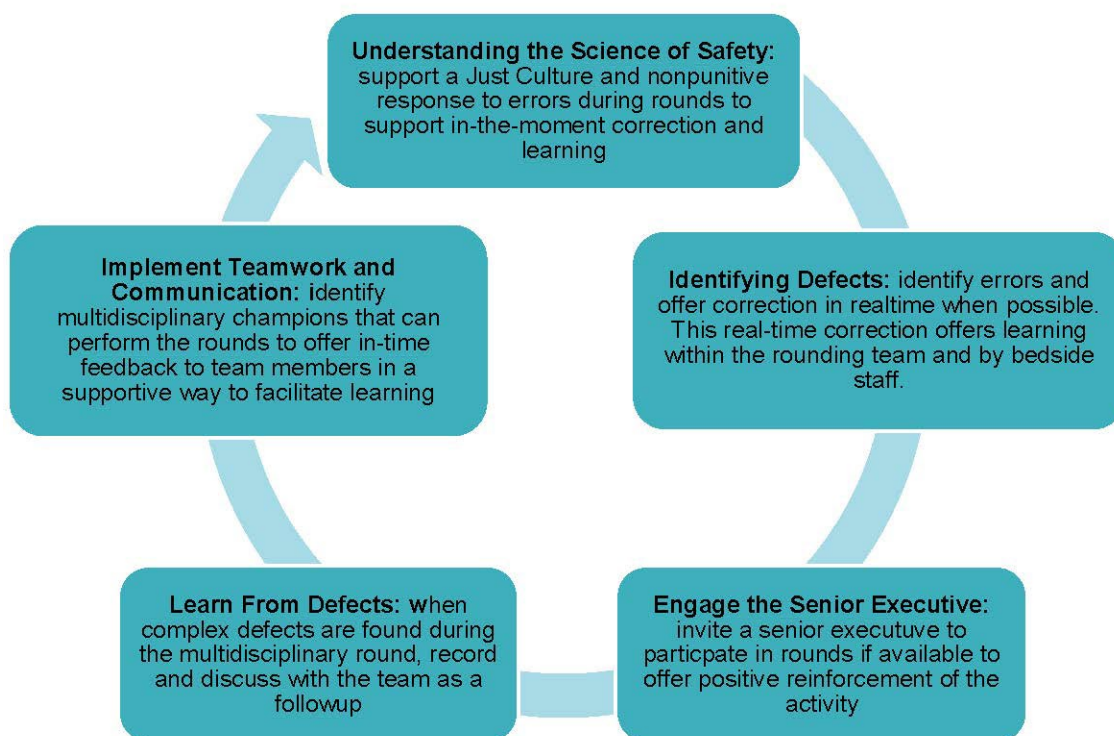 Understanding the Science of Safety:
support a Just Culture and nonpunitive
response to errors during rounds to
support in-the-moment correction and
learning
Identifying Defects: identify errors and
offer correction in realtime when possible.
This real-time correction offers learning
within the rounding team and by bedside
staff.
Engage the Senior Executive:
invite a senior executuve to
particpate in rounds if available to
offer positive reinforcement of the
activity
Learn From Defects: when
complex defects are found during
the multidisciplinary round, record
and discuss with the team as a
followup
Implement Teamwork and
Communication: identify
multidisciplinary champions that can
perform the rounds to offer in-time
feedback to team members in a
supportive way to facilitate learning